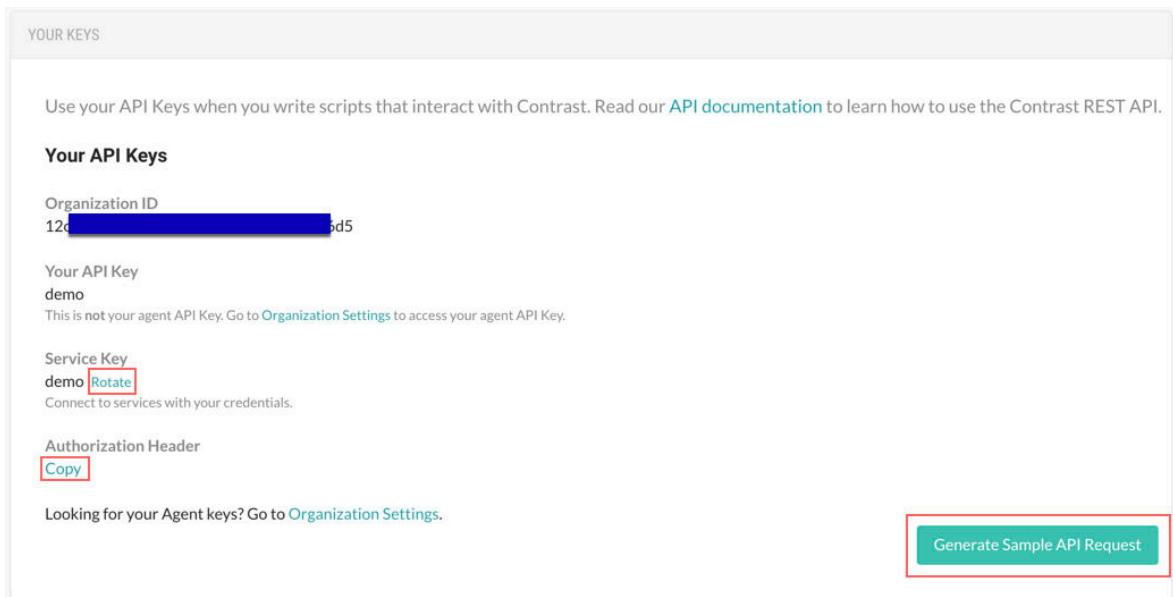 YOUR KEYS
Use your API Keys when you write scripts that interact with Contrast. Read our API documentation to learn how to use the Contrast REST API.
Your API Keys
Organization ID
12c 6d5
Your API Key
demo
This is not your agent API Key. Go to Organization Settings to access your agent API Key.
Service Key
demo Rotate
Connect to services with your credentials.
Authorization Header
Copy
Looking for your Agent keys? Go to Organization Settings.
Generate Sample API Request